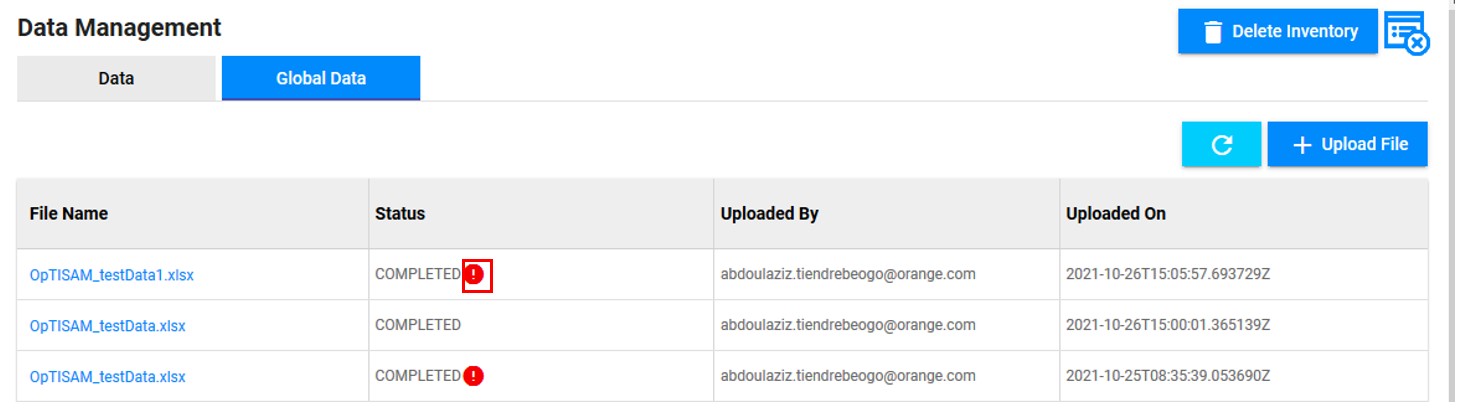 Data Management
Delete Inventory
Data Global Data
Upload File
File Name Status Uploaded By Uploaded On
OpTISAM_testData1.xlsx COMPLETED abdoulaziz.tiendrebeogo@orange.com 2021-10-26T15:05:57.693729Z
OpTISAM_testData.xlsx COMPLETED abdoulaziz.tiendrebeogo@orange.com 2021-10-26T15:00:01.365139Z
OpTISAM_testData.xlsx COMPLETED abdoulaziz.tiendrebeogo@orange.com 2021-10-25T08:35:39.053690Z